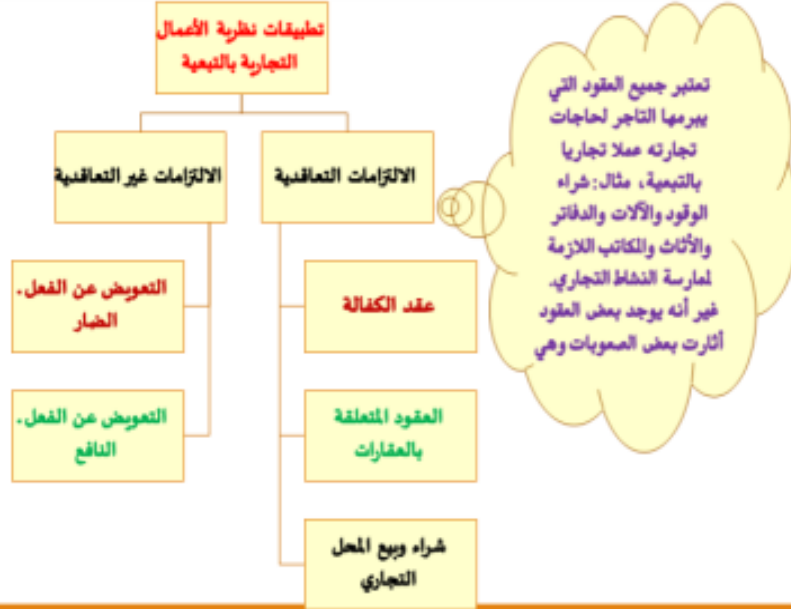 تطبيقات نظرية الأعمال
التجارية بالتبعية
تعتبر جميع العقود التي
يبرمها التاجر لحاجات
تجارته عملا تجاريا
بالتبعية، مثال: شراء
الوقود والآلات والدفاتر
والأثاث والمكاتب اللازمة
لممارسة النشاط التجاري.
غير أنه يوجد بعض العقود
أثارت بعض الصعوبات وهي
الالتزامات التعاقدية
الالتزامات غير التعاقدية
عقد الكفالة
العقود المتعلقة
بالعقارات
شراء وبيع المحل
التجاري
التعويض عن الفعل.
الضار
التعويض عن الفعل.
النافع